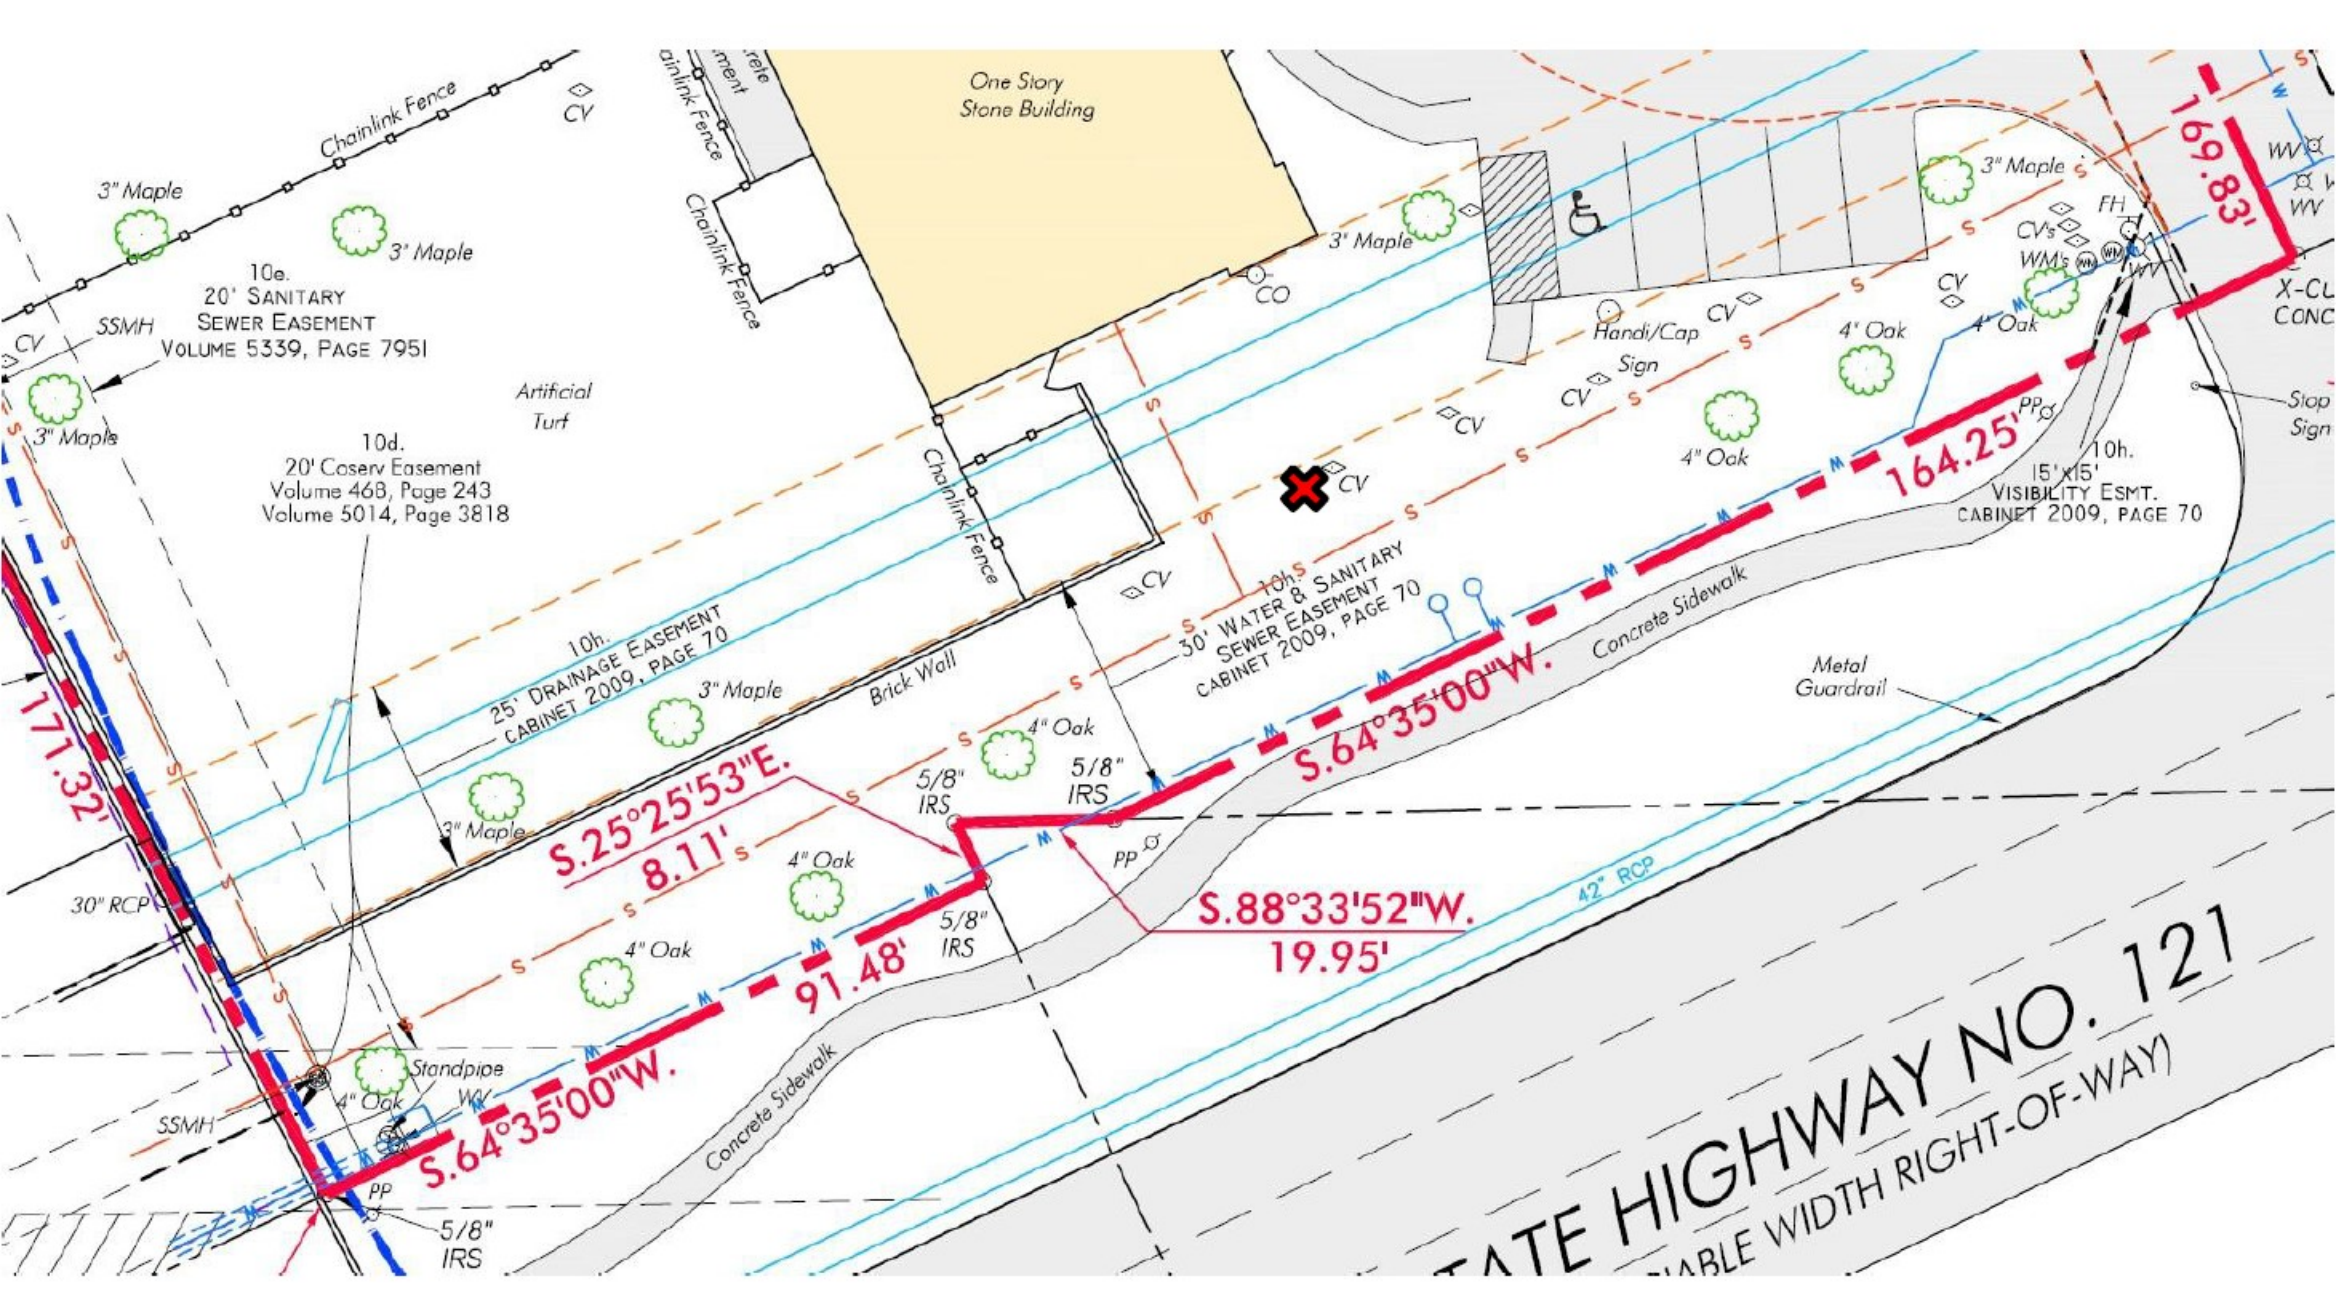 One Story
Stone Building
Chainlink Fence
CV
Chainlink Fence
Chainlink Fence
3" Maple
3" Maple
10e.
20' SANITARY
SEWER EASEMENT
VOLUME 5339, PAGE 7951
SSMH
CV
3" Maple
Artificial
Turf
10d.
20' Coserv Easement
Volume 468, Page 243
Volume 5014, Page 3818
Chainlink Fence
3" Maple
CO
3" Maple
FH
CV's
WM's
WM
WM
WV
WV
WV
169.83'
Handi/Cap
Sign
CV
CV
CV
CV
CV
CV
4" Oak
4" Oak
4" Oak
PP
Stop
Sign
164.25'
10h.
15'x15'
VISIBILITY ESMT.
CABINET 2009, PAGE 70
10h.
30' WATER & SANITARY
SEWER EASEMENT
CABINET 2009, PAGE 70
10h.
25' DRAINAGE EASEMENT
CABINET 2009, PAGE 70
3" Maple
Brick Wall
Concrete Sidewalk
Metal
Guardrail
S.64°35'00"W.
171.32'
3" Maple
S.25°25'53"E.
8.11'
5/8"
IRS
4" Oak
5/8"
IRS
PP
30" RCP
4" Oak
4" Oak
5/8"
IRS
S.88°33'52"W.
19.95'
42" RCP
91.48'
S.64°35'00"W.
SSMH
4" Oak
Standpipe
WV
PP
5/8"
IRS
Concrete Sidewalk
HIGHWAY NO. 121
WIDTH RIGHT-OF-WAY)